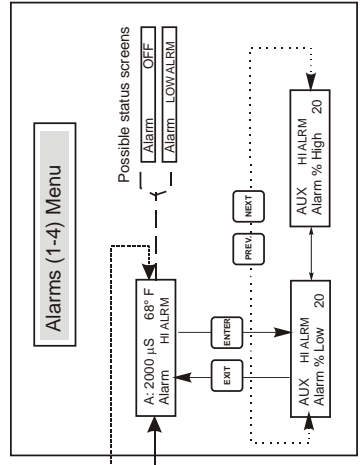 Alarms (1-4) Menu
Possible status screens
A: 2000 µS 68° F
Alarm HI ALRM
Alarm OFF
Alarm LOW ALRM
EXIT
ENTER
PREV.
NEXT
AUX HI ALRM
Alarm % Low 20
AUX HI ALRM
Alarm % High 20